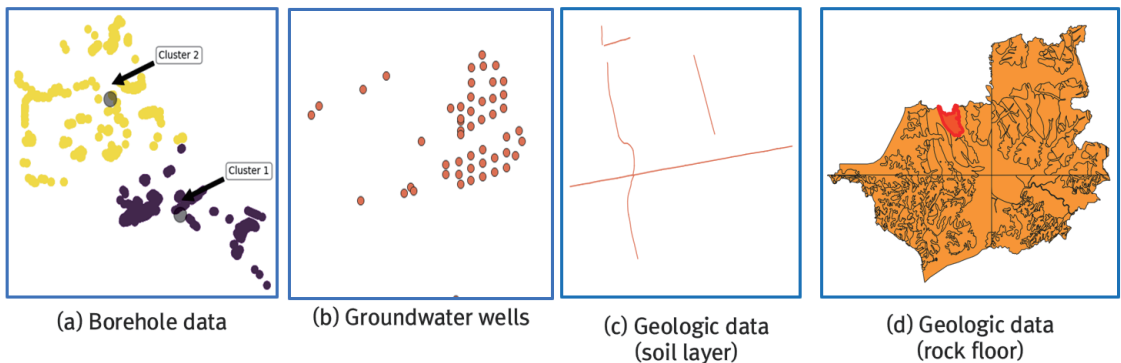 Cluster 2
Cluster 1
(a) Borehole data
(b) Groundwater wells
(c) Geologic data
(soil layer)
(d) Geologic data
(rock floor)